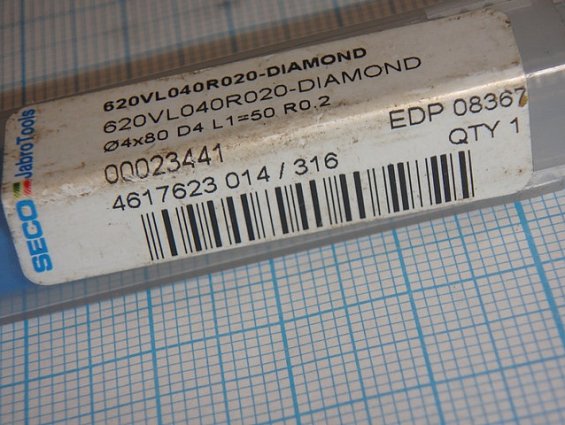 620VL040R020-DIAMOND
620VL040R020-DIAMOND
Ø4x80 D4 L1=50 R0.2
00023441
EDP 08367
4617623 014 / 316
QTY 1
SECO JabroTools